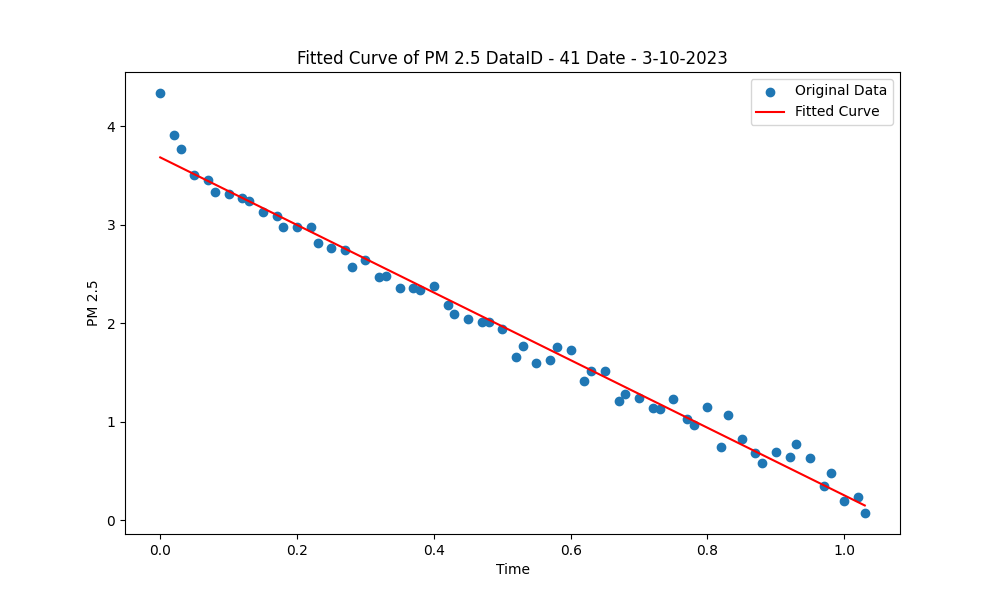 Fitted Curve of PM 2.5 DataID - 41 Date - 3-10-2023
Original Data
Fitted Curve
4
3
2
1
0
PM 2.5
0.0
0.2
0.4
0.6
0.8
1.0
Time